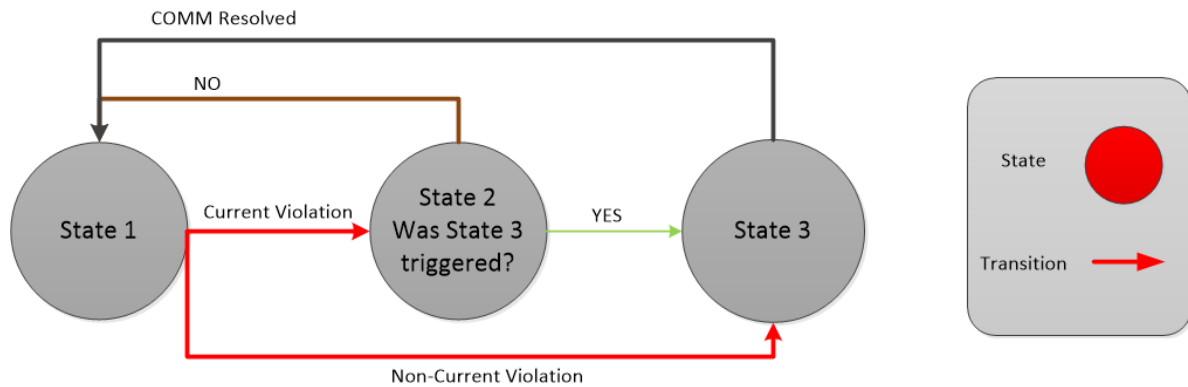 COMM Resolved
NO
State 1
Current Violation
State 2
Was State 3
triggered?
YES
State 3
Non-Current Violation
State
Transition